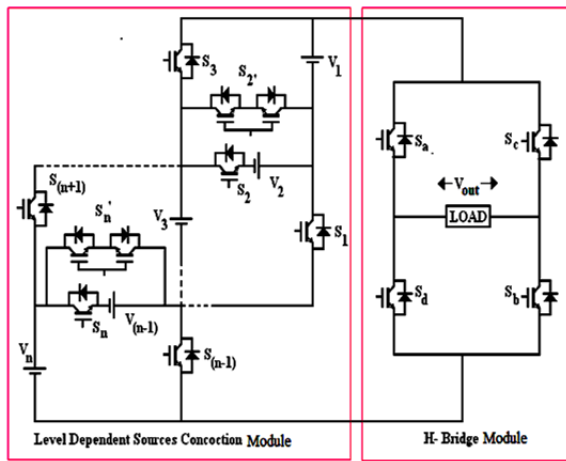 S3
S2'
V1
Sa
Sc
S2
V2
S(n+1)
Vout
LOAD
Sn'
V3
S1
Sd
Sb
Sn
V(n-1)
Vn
S(n-1)
Level Dependent Sources Concoction Module
H- Bridge Module